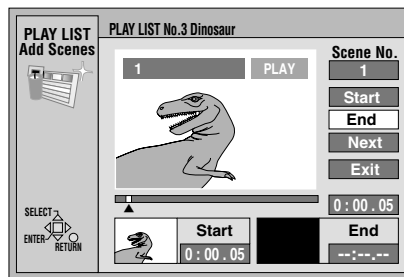 PLAY LIST
Add Scenes
PLAY LIST No.3 Dinosaur
1
PLAY
Scene No.
1
Start
End
Next
Exit
0 : 00 . 05
SELECT
ENTER
RETURN
Start
0 : 00 . 05
End
--:--.--